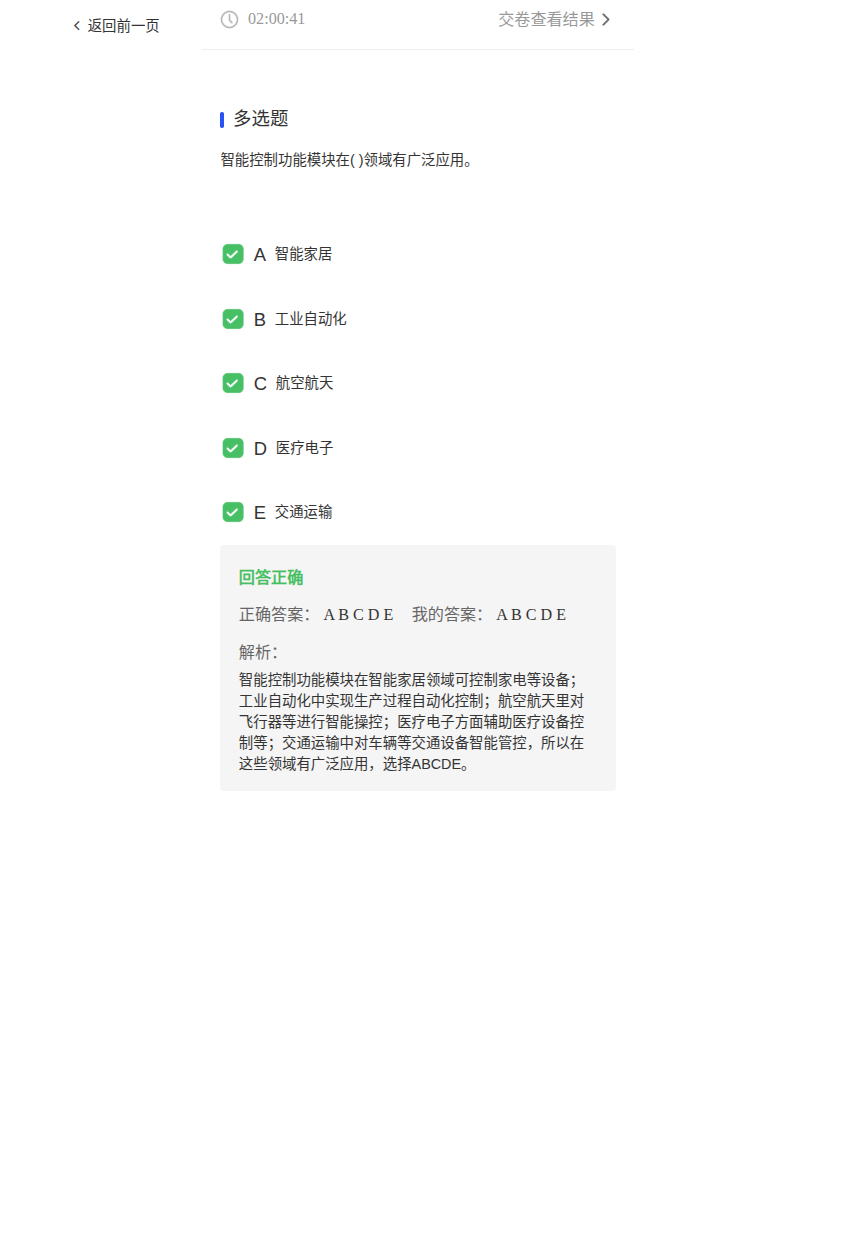 返回前一页
02:00:41 交卷查看结果
多选题
智能控制功能模块在( )领域有广泛应用。
A 智能家居
B 工业自动化
C 航空航天
D 医疗电子
E 交通运输
回答正确
正确答案： A B C D E 我的答案： A B C D E
解析：
智能控制功能模块在智能家居领域可控制家电等设备；
工业自动化中实现生产过程自动化控制；航空航天里对
飞行器等进行智能操控；医疗电子方面辅助医疗设备控
制等；交通运输中对车辆等交通设备智能管控，所以在
这些领域有广泛应用，选择ABCDE。